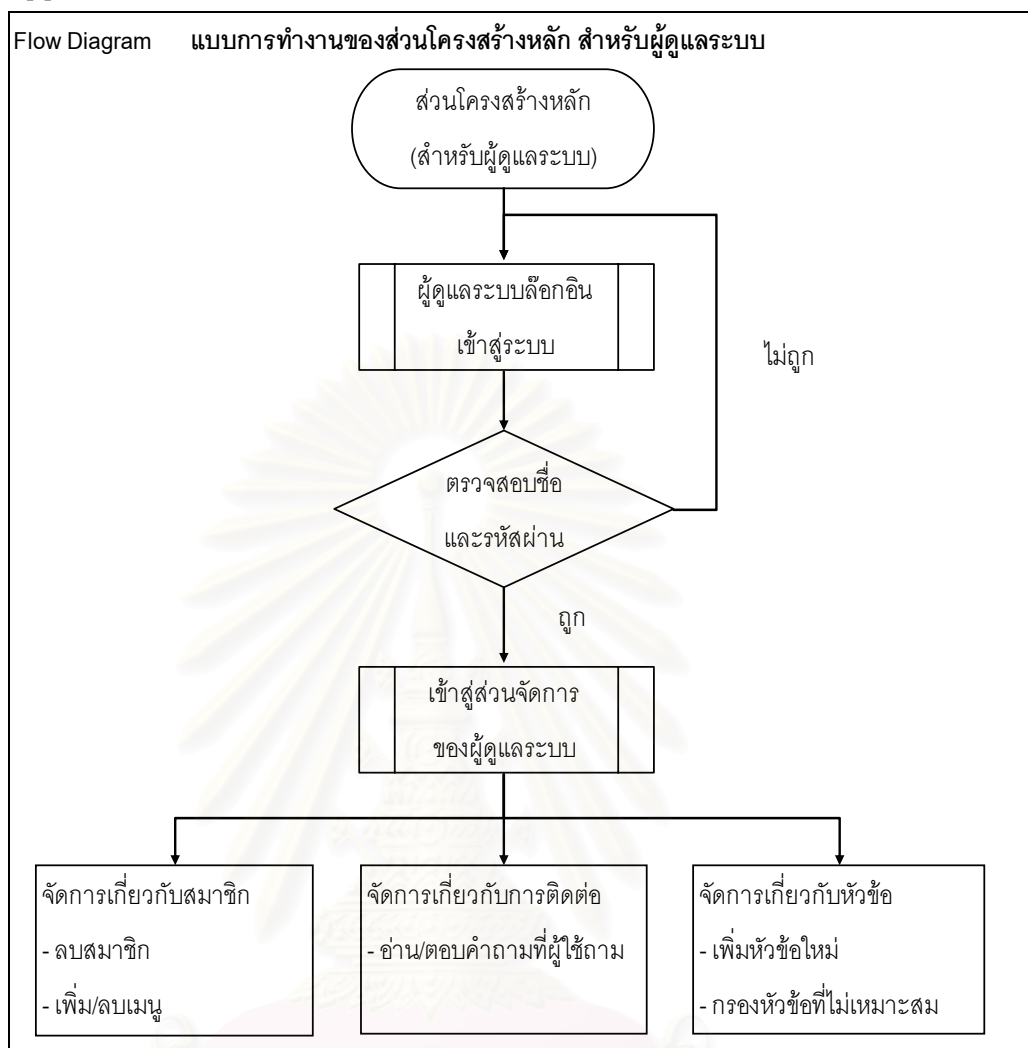 Flow Diagram แบบการทำงานของส่วนโครงสร้างหลัก สำหรับผู้ดูแลระบบ
ส่วนโครงสร้างหลัก
(สำหรับผู้ดูแลระบบ)
ผู้ดูแลระบบล๊อกอิน
เข้าสู่ระบบ
ไม่ถูก
ตรวจสอบชื่อ
และรหัสผ่าน
ถูก
เข้าสู่ส่วนจัดการ
ของผู้ดูแลระบบ
จัดการเกี่ยวกับสมาชิก
- ลบสมาชิก
- เพิ่ม/ลบเมนู
จัดการเกี่ยวกับการติดต่อ
- อ่าน/ตอบคำถามที่ผู้ใช้ถาม
จัดการเกี่ยวกับหัวข้อ
- เพิ่มหัวข้อใหม่
- กรองหัวข้อที่ไม่เหมาะสม